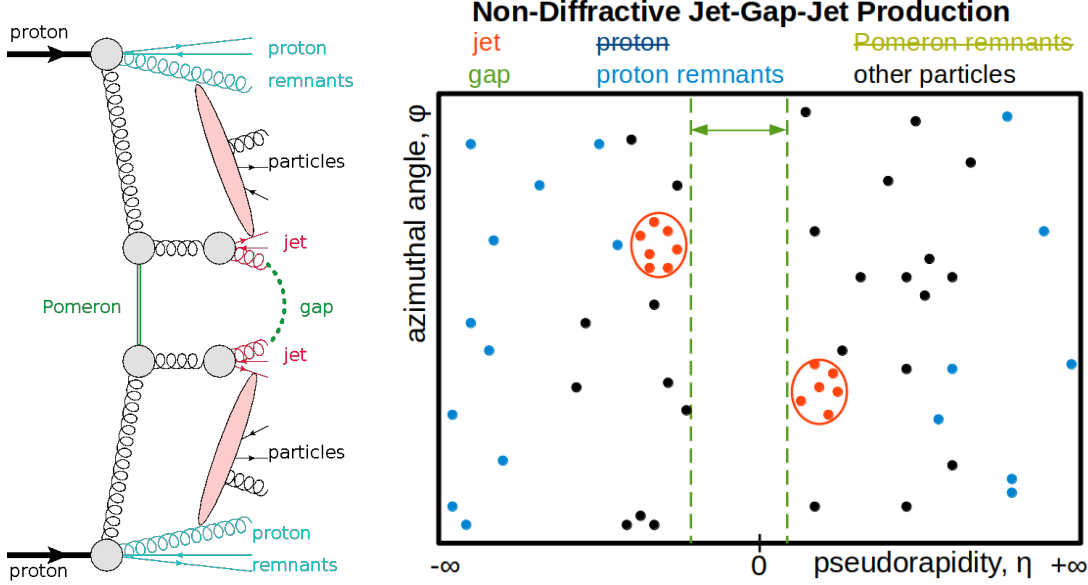 proton
proton
remnants
particles
jet
Pomeron
gap
jet
particles
proton
remnants
proton
Non-Diffractive Jet-Gap-Jet Production
jet proton Pomeron remnants
gap proton remnants other particles
azimuthal angle, φ
-∞ 0 pseudorapidity, η +∞